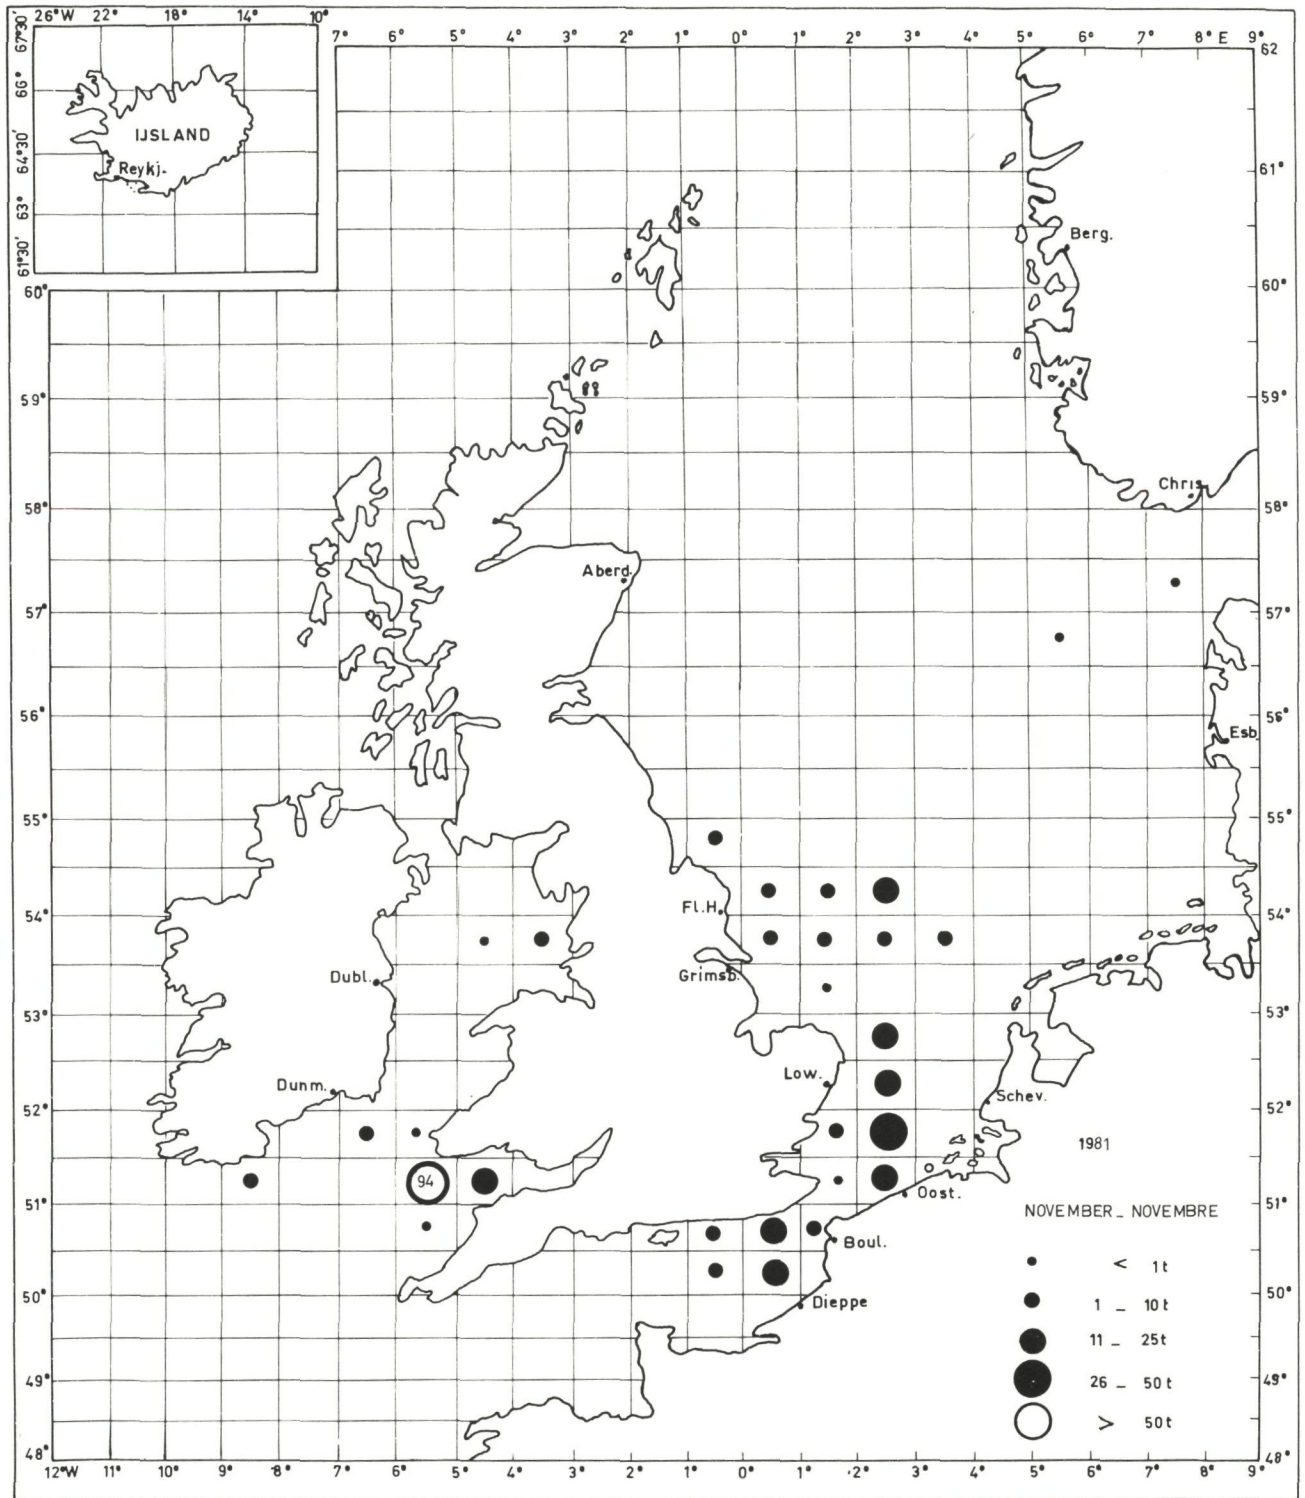 26°W 22° 18° 14° 10°
67°30'
66°
64°30'
63°
61°30'
IJSLAND
Reykj.
7° 6° 5° 4° 3° 2° 1° 0° 1° 2° 3° 4° 5° 6° 7° 8° E 9°
62
61°
Berg.
60° 60°
59° 59°
Chris
58° 58°
Aberd.
57° 57°
56° 56°
Esb
55° 55°
Fl.H.
54° 54°
Dubl.
Grimsb.
53° 53°
Low.
Dunm.
Schev.
52° 52°
1981
94
51° 51°
Oost.
NOVEMBER _ NOVEMBRE
Boul.
< 1t
50° 50°
Dieppe
1 _ 10t
11 _ 25t
49° 49°
26 _ 50t
> 50t
48° 48°
12°W 11° 10° 9° 8° 7° 6° 5° 4° 3° 2° 1° 0° 1° 2° 3° 4° 5° 6° 7° 8° 9°